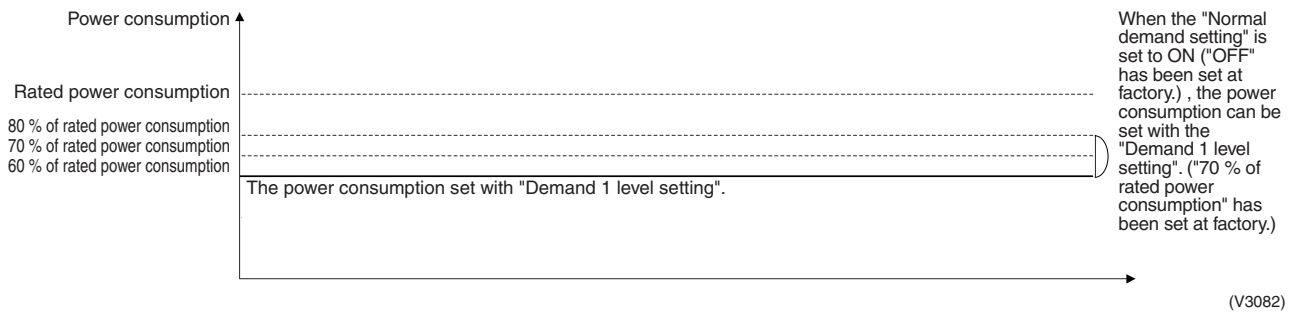 Power consumption
Rated power consumption
80 % of rated power consumption
70 % of rated power consumption
60 % of rated power consumption
The power consumption set with "Demand 1 level setting".
When the "Normal
demand setting" is
set to ON ("OFF"
has been set at
factory.) , the power
consumption can be
set with the
"Demand 1 level
setting". ("70 % of
rated power
consumption" has
been set at factory.)
(V3082)